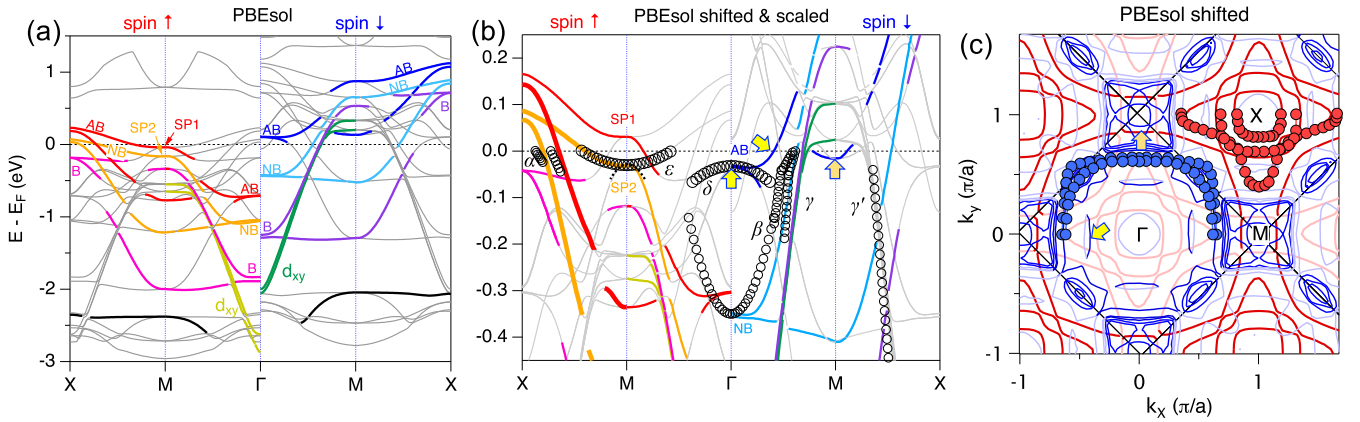 (a)
spin ↑
PBEsol
spin ↓
E - E_F (eV)
1
0
-1
-2
-3
AB
SP2
SP1
NB
B
AB
NB
B
d_xy
AB
NB
B
AB
NB
B
d_xy
X
M
Γ
M
X
(b)
spin ↑
PBEsol shifted & scaled
spin ↓
0.2
0.1
0.0
-0.1
-0.2
-0.3
-0.4
α
SP1
SP2
ε
AB
δ
β
γ
γ'
NB
X
M
Γ
M
X
(c)
PBEsol shifted
k_y (π/a)
1
0
-1
X
Γ
M
-1
0
1
k_X (π/a)